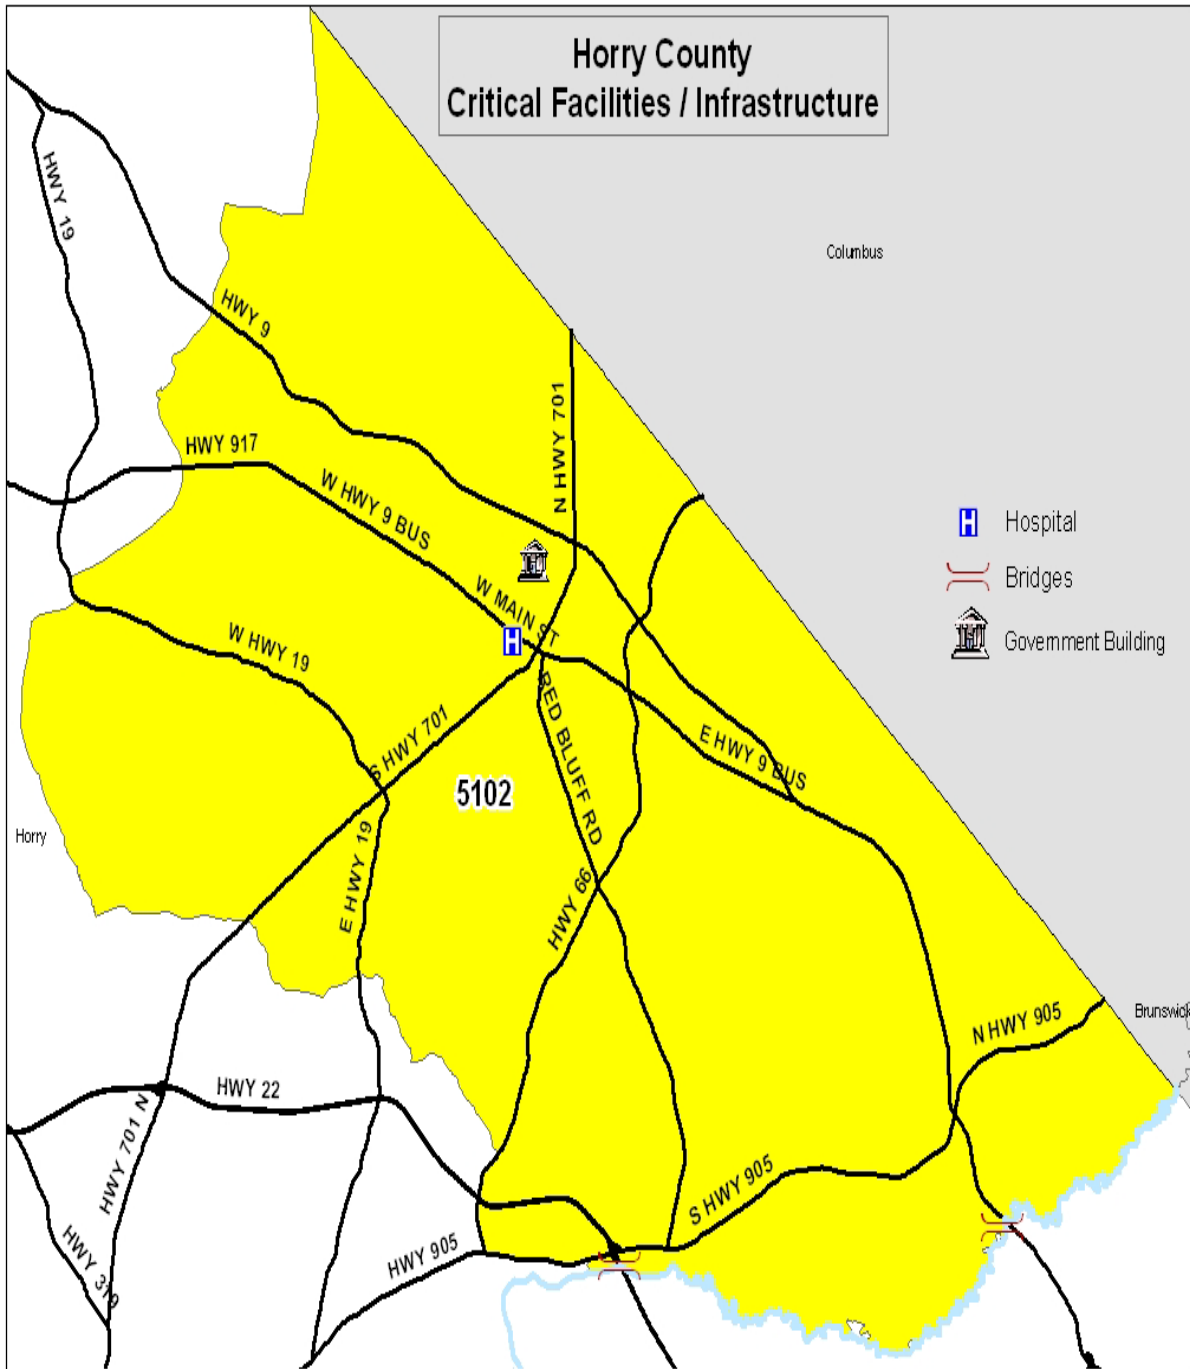 Horry County
Critical Facilities / Infrastructure
HWY 19
Columbus
HWY 9
N HWY 701
HWY 917
W HWY 9 BUS
H Hospital
Bridges
W MAIN ST
H
W HWY 19
Government Building
RED BLUFF RD
S HWY 701
E HWY 9 BUS
5102
Horry
E HWY 19
HWY 66
N HWY 905
Brunswick
HWY 22
HWY 701 N
S HWY 905
HWY 905
HWY 319